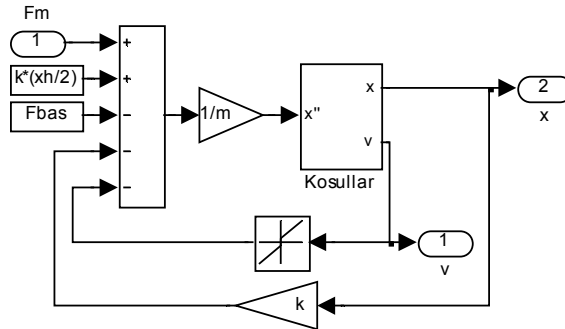 Fm
1
k*(xh/2)
Fbas
+
+
−
−
−
1/m
x"
x
v
Kosullar
2
x
1
v
k